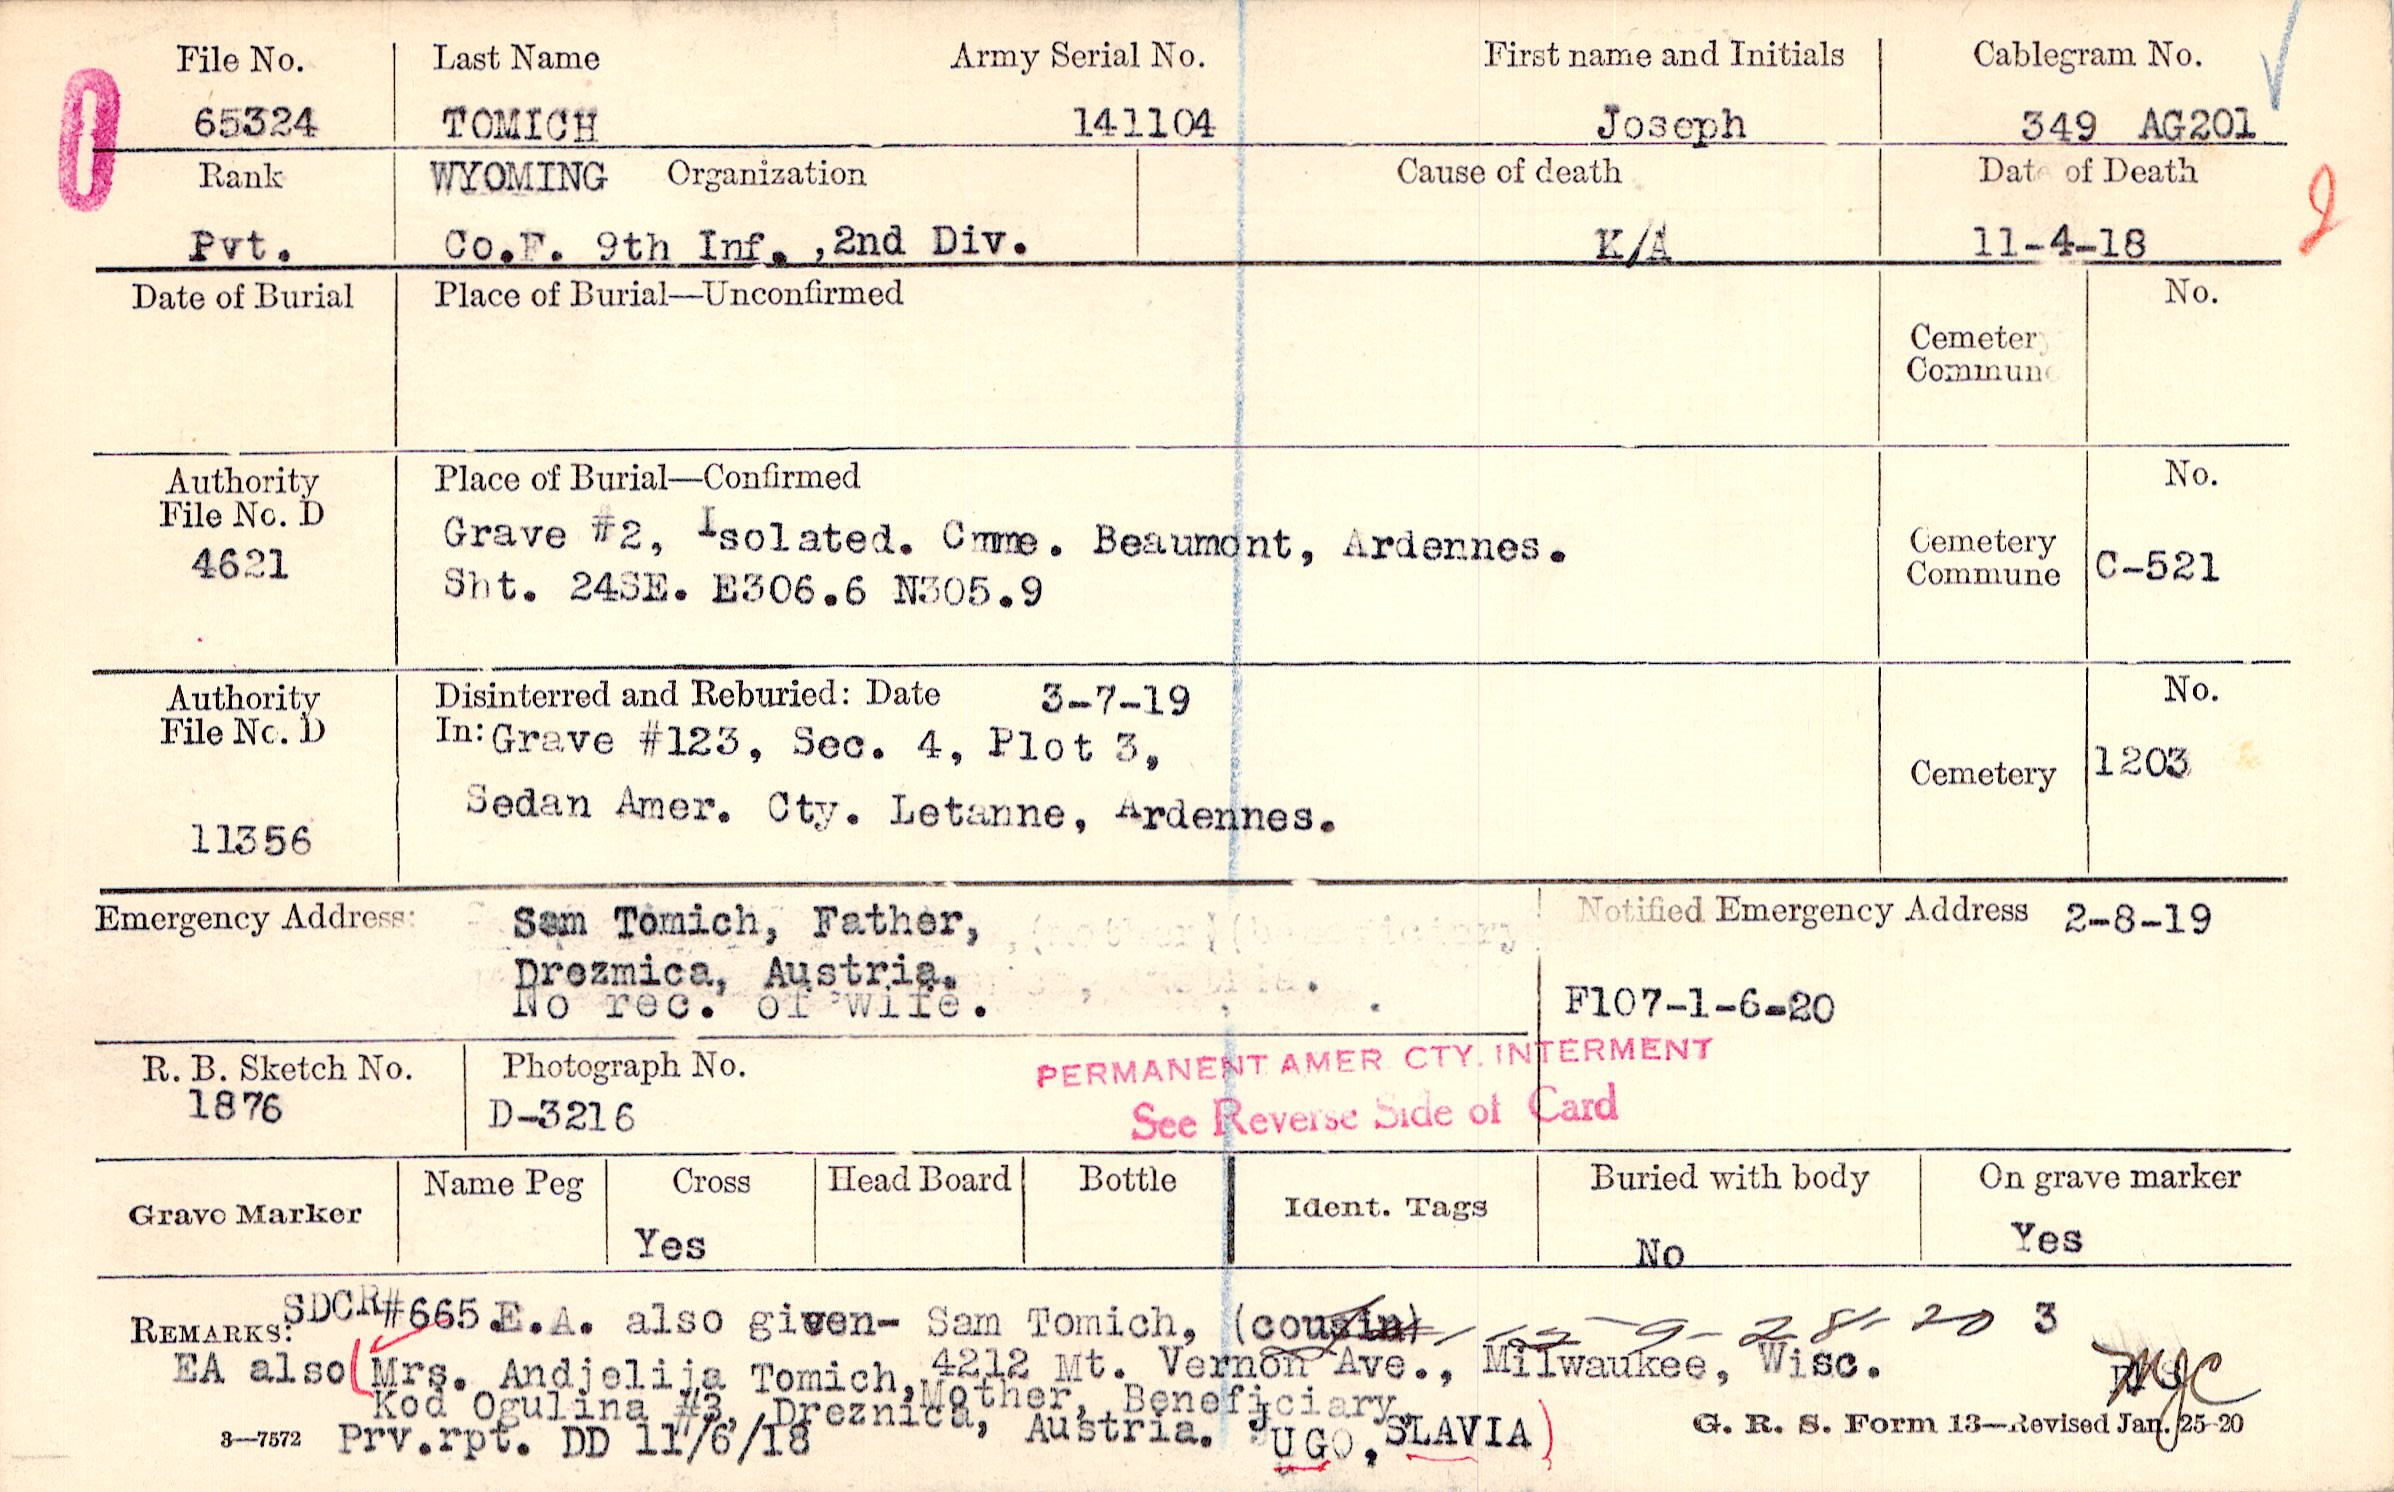 File No. Last Name Army Serial No. First name and Initials Cablegram No.
65324 TOMICH 141104 Joseph 349 AG201
Rank WYOMING Organization Cause of death Date of Death
Pvt. Co.F. 9th Inf. ,2nd Div. K/A 11-4-18
2
Date of Burial Place of Burial—Unconfirmed No.
Cemetery
Commune
Authority Place of Burial—Confirmed No.
File No. D
Grave #2, Isolated. Cmme. Beaumont, Ardennes. Cemetery
4621 Commune C-521
Sht. 24SE. E306.6 N305.9
Authority Disinterred and Reburied: Date 3-7-19 No.
File No. D In: Grave #123, Sec. 4, Plot 3,
Cemetery 1203
Sedan Amer. Cty. Letanne, Ardennes.
11356
Emergency Address: Sam Tomich, Father, Notified Emergency Address 2-8-19
Drezmica, Austria.
No rec. of wife. F107-1-6-20
R. B. Sketch No. Photograph No. PERMANENT AMER. CTY. INTERMENT
1876 D-3216 See Reverse Side of Card
Grave Marker Name Peg Cross Head Board Bottle Ident. Tags Buried with body On grave marker
Yes No Yes
REMARKS: SDCR#665.E.A. also given- Sam Tomich, (cousin) 9-28-20 3
EA also (Mrs. Andjelija Tomich, 4212 Mt. Vernon Ave., Milwaukee, Wisc.
Kod Ogulina #3, Mother, Beneficiary,
Dreznica, Austria. JUGO, SLAVIA)
3—7572 Prv.rpt. DD 11/6/18 G. R. S. Form 13—Revised Jan. 25-20